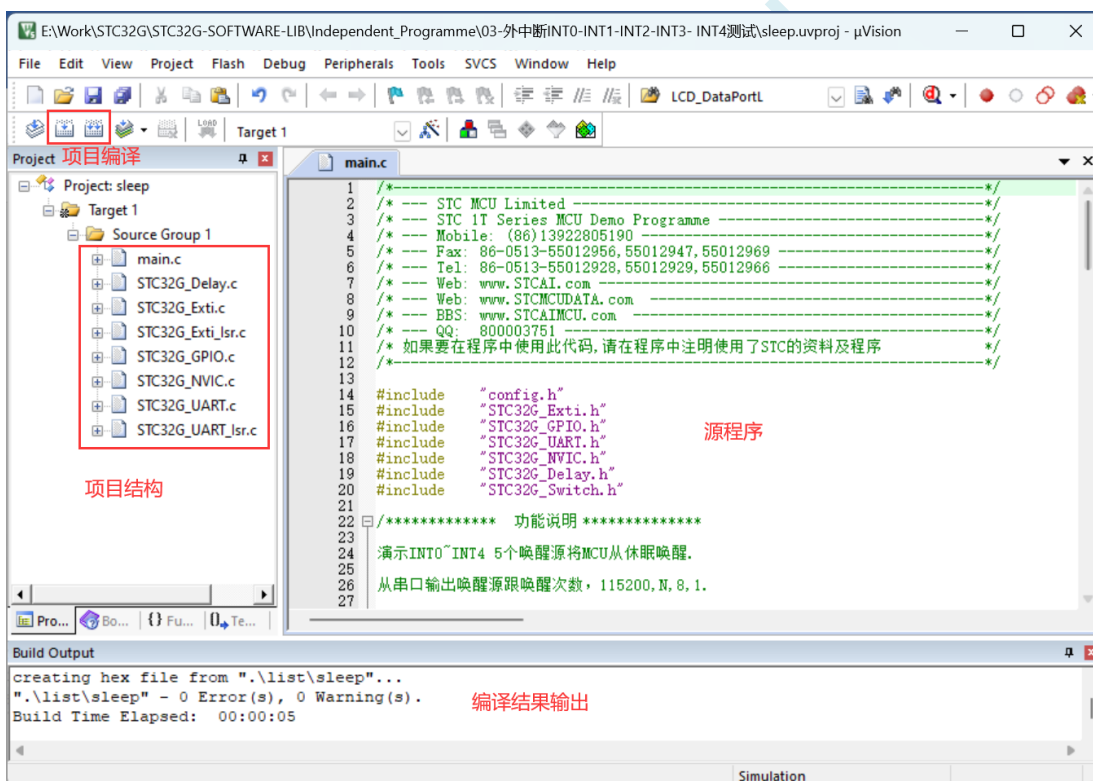 E:\Work\STC32G\STC32G-SOFTWARE-LIB\Independent_Programme\03-外中断INT0-INT1-INT2-INT3- INT4测试\sleep.uvproj - µVision
File Edit View Project Flash Debug Peripherals Tools SVCS Window Help
LCD_DataPortL
LOAD
Target 1
Project 项目编译
main.c
Project: sleep
Target 1
Source Group 1
main.c
STC32G_Delay.c
STC32G_Exti.c
STC32G_Exti_Isr.c
STC32G_GPIO.c
STC32G_NVIC.c
STC32G_UART.c
STC32G_UART_Isr.c
项目结构
1 /*---------------------------------------------------------------------*/
2 /* --- STC MCU Limited ------------------------------------------------*/
3 /* --- STC 1T Series MCU Demo Programme -------------------------------*/
4 /* --- Mobile: (86)13922805190 ----------------------------------------*/
5 /* --- Fax: 86-0513-55012956,55012947,55012969 ------------------------*/
6 /* --- Tel: 86-0513-55012928,55012929,55012966 ------------------------*/
7 /* --- Web: www.STCAI.com ---------------------------------------------*/
8 /* --- Web: www.STCMCUDATA.com ---------------------------------------*/
9 /* --- BBS: www.STCAIMCU.com -----------------------------------------*/
10 /* --- QQ: 800003751 -------------------------------------------------*/
11 /* 如果要在程序中使用此代码,请在程序中注明使用了STC的资料及程序 */
12 /*---------------------------------------------------------------------*/
13
14 #include "config.h"
15 #include "STC32G_Exti.h"
16 #include "STC32G_GPIO.h"
17 #include "STC32G_UART.h"
18 #include "STC32G_NVIC.h"
19 #include "STC32G_Delay.h"
20 #include "STC32G_Switch.h"
源程序
21
22 /************* 功能说明 **************
23
24 演示INT0~INT4 5个唤醒源将MCU从休眠唤醒.
25
26 从串口输出唤醒源跟唤醒次数，115200,N,8,1.
27
Pro... Bo... {} Fu... Te...
Build Output
creating hex file from ".\list\sleep"...
".\list\sleep" - 0 Error(s), 0 Warning(s).
Build Time Elapsed: 00:00:05
编译结果输出
Simulation